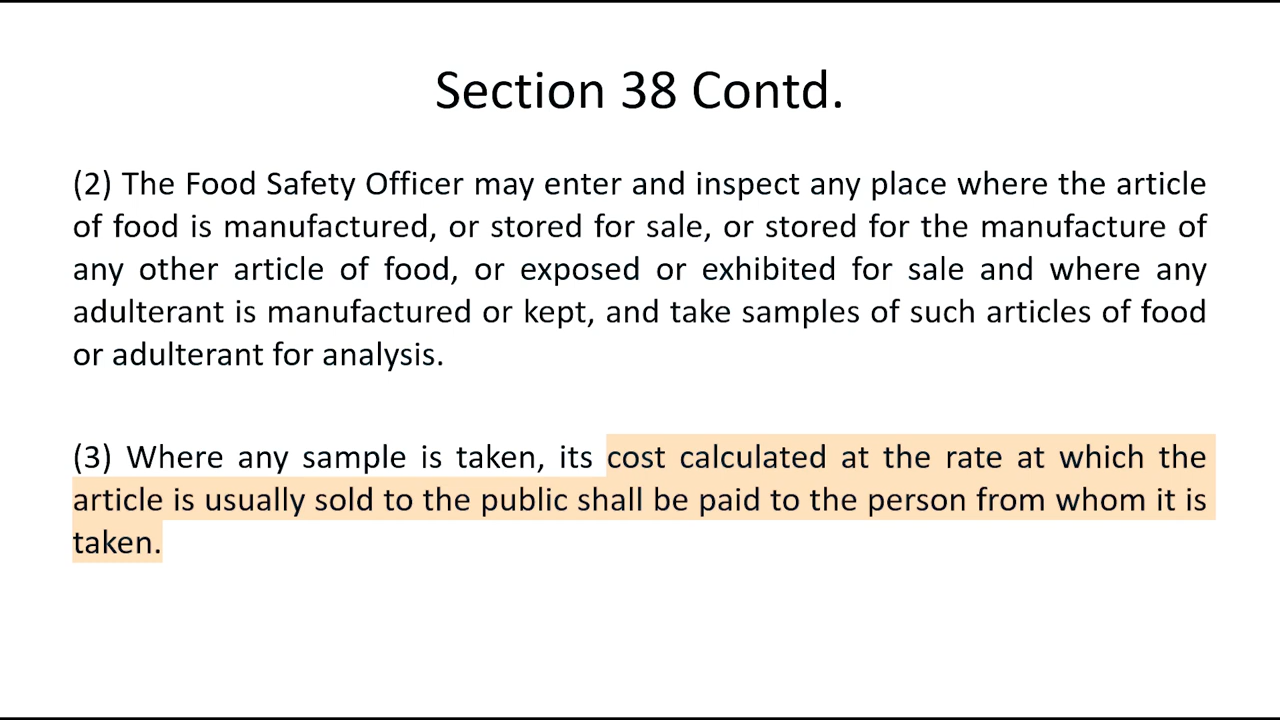 Section 38 Contd.
(2) The Food Safety Officer may enter and inspect any place where the article
of food is manufactured, or stored for sale, or stored for the manufacture of
any other article of food, or exposed or exhibited for sale and where any
adulterant is manufactured or kept, and take samples of such articles of food
or adulterant for analysis.
(3) Where any sample is taken, its cost calculated at the rate at which the
article is usually sold to the public shall be paid to the person from whom it is
taken.